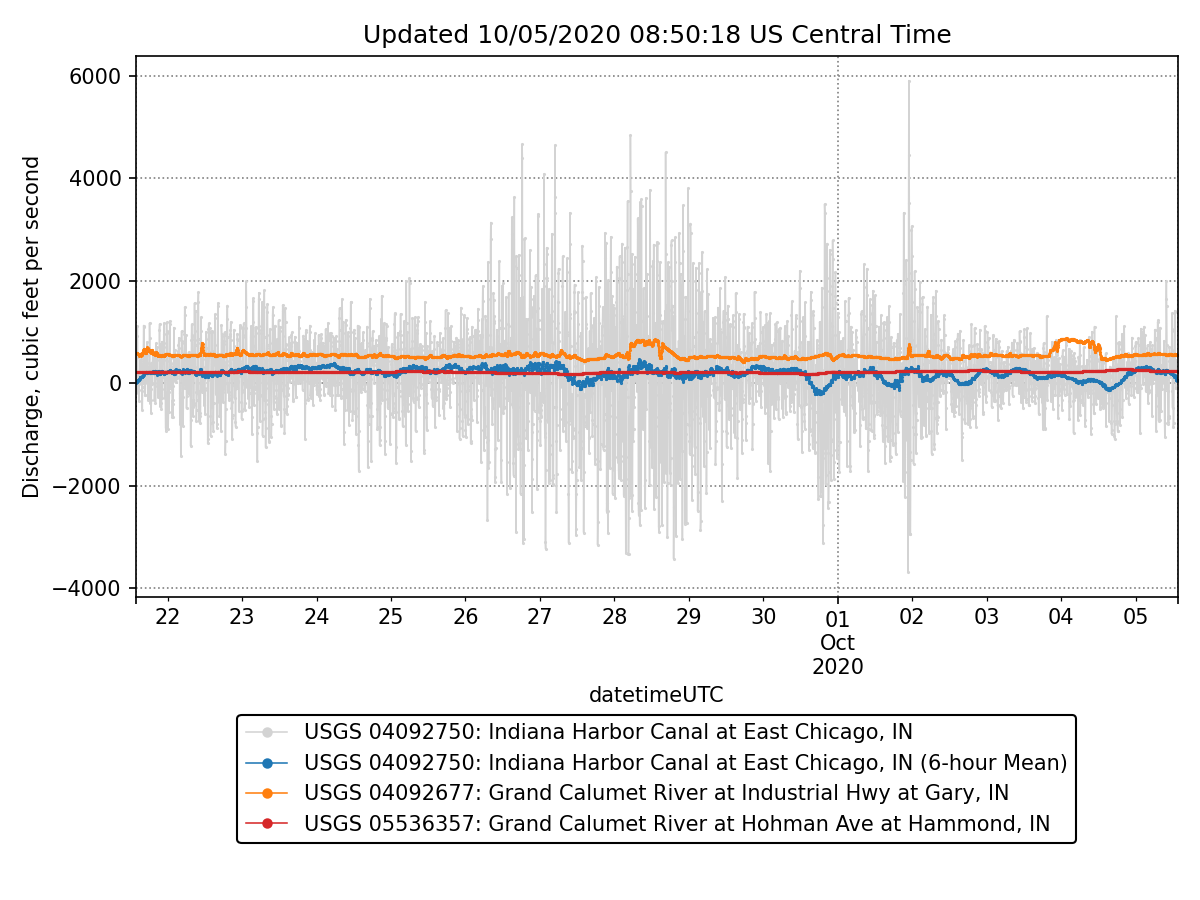 Updated 10/05/2020 08:50:18 US Central Time
Discharge, cubic feet per second
6000
4000
2000
0
−2000
−4000
22 23 24 25 26 27 28 29 30 01 02 03 04 05
Oct
2020
datetimeUTC
USGS 04092750: Indiana Harbor Canal at East Chicago, IN
USGS 04092750: Indiana Harbor Canal at East Chicago, IN (6-hour Mean)
USGS 04092677: Grand Calumet River at Industrial Hwy at Gary, IN
USGS 05536357: Grand Calumet River at Hohman Ave at Hammond, IN